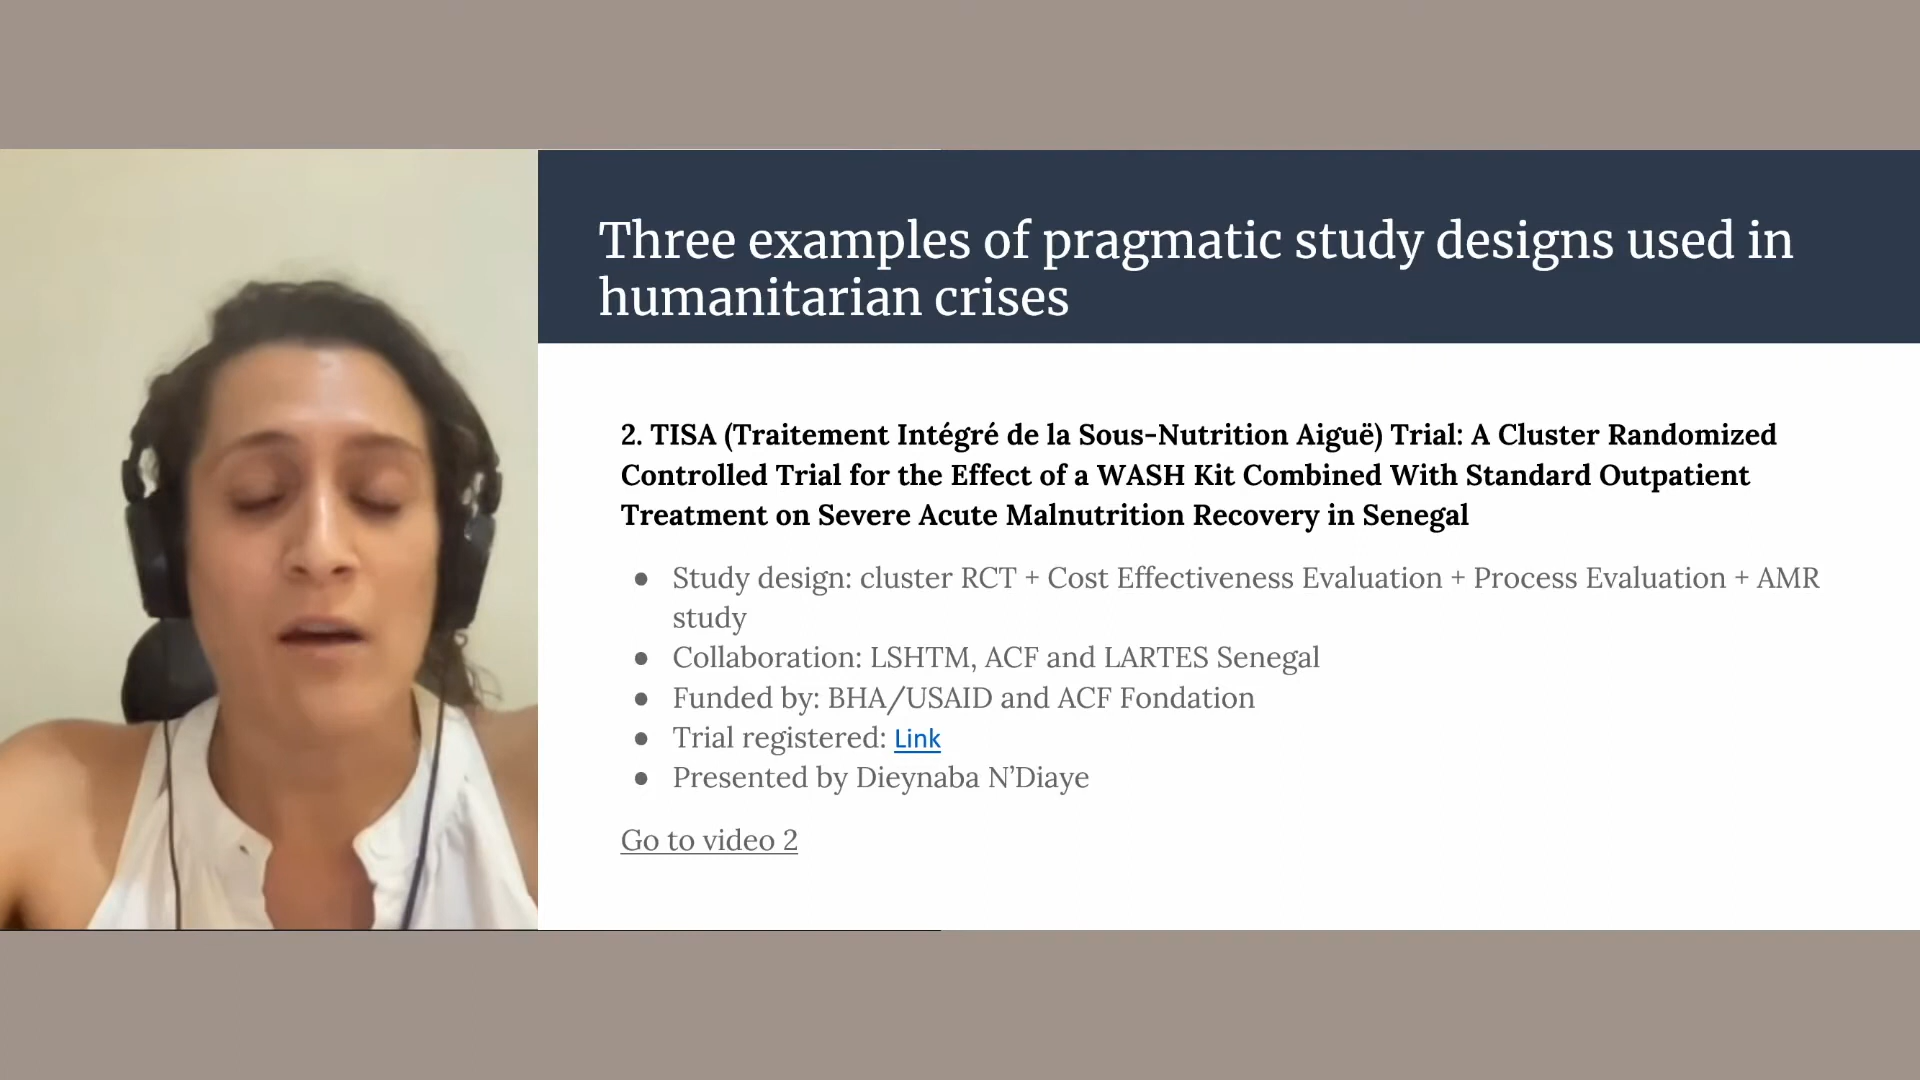 Three examples of pragmatic study designs used in
humanitarian crises
2. TISA (Traitement Intégré de la Sous-Nutrition Aiguë) Trial: A Cluster Randomized
Controlled Trial for the Effect of a WASH Kit Combined With Standard Outpatient
Treatment on Severe Acute Malnutrition Recovery in Senegal
● Study design: cluster RCT + Cost Effectiveness Evaluation + Process Evaluation + AMR
study
● Collaboration: LSHTM, ACF and LARTES Senegal
● Funded by: BHA/USAID and ACF Fondation
● Trial registered: Link
● Presented by Dieynaba N’Diaye
Go to video 2